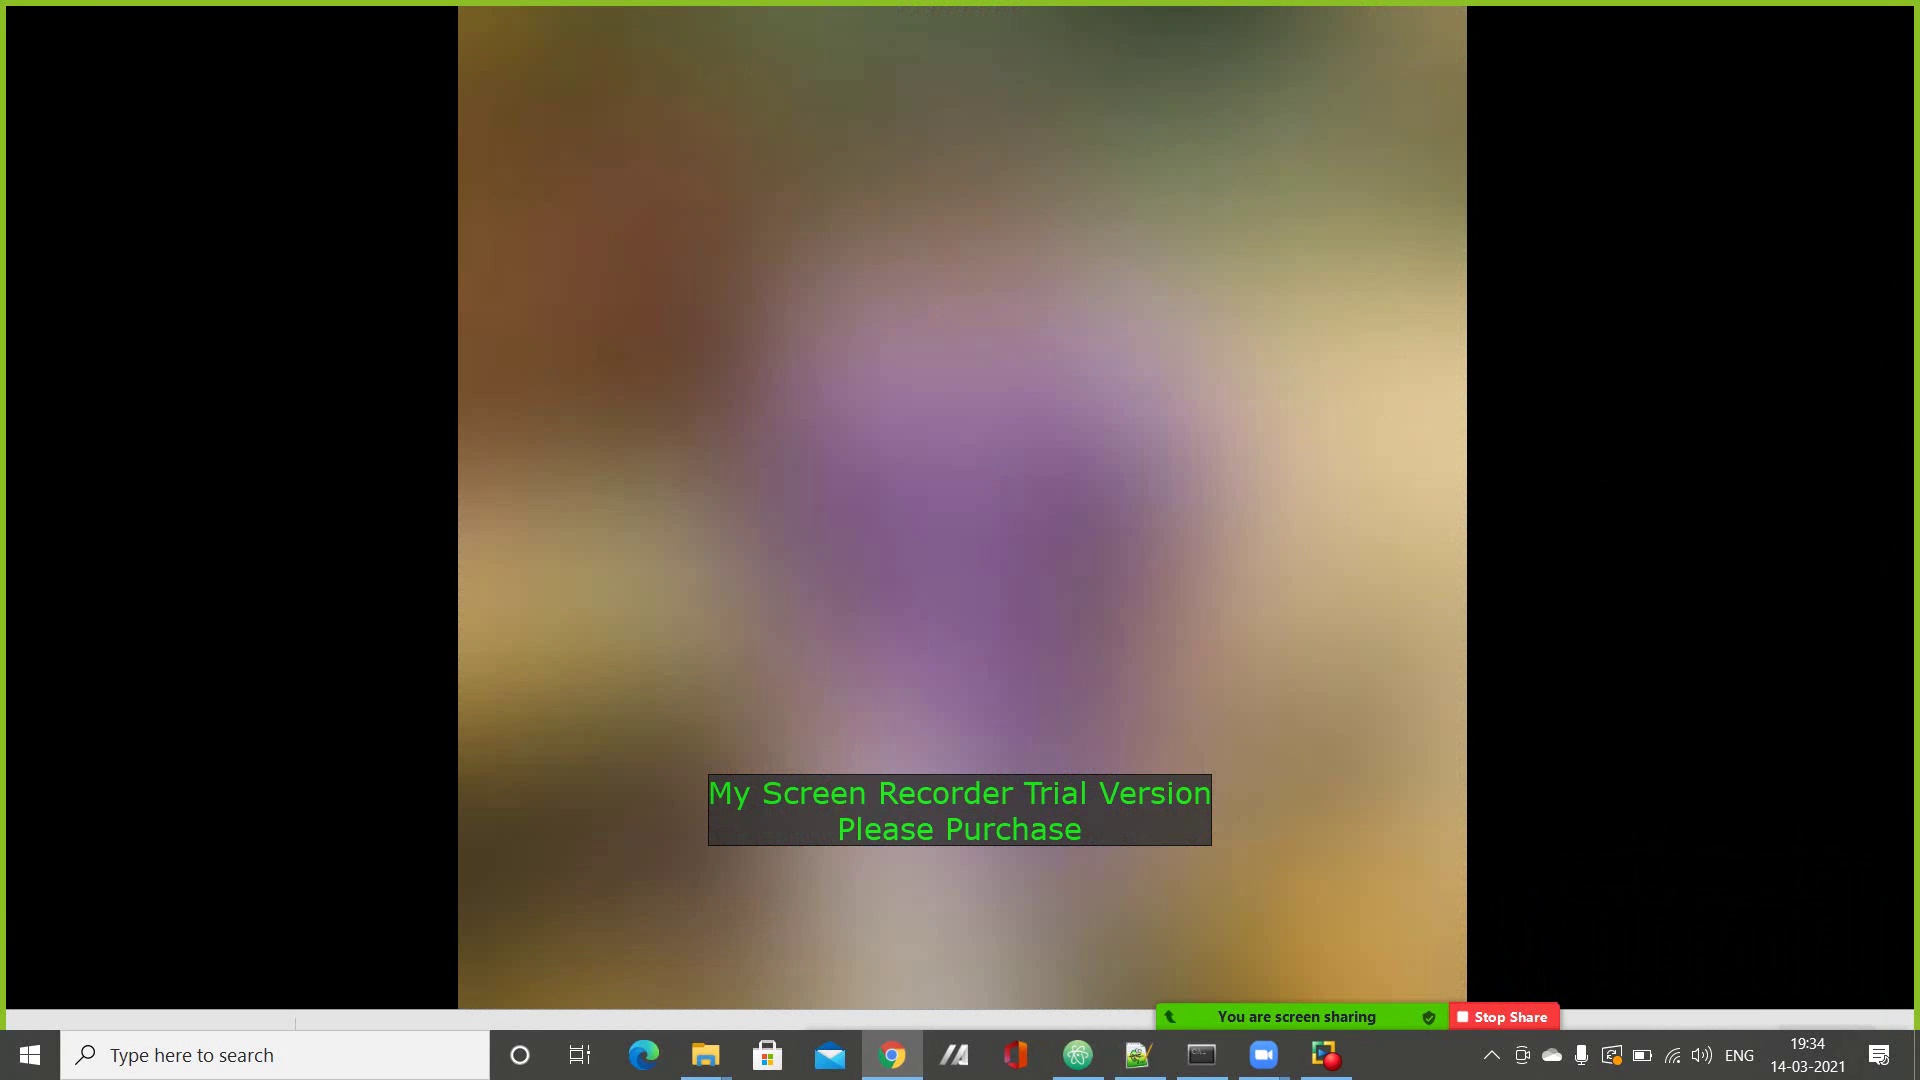 My Screen Recorder Trial Version
Please Purchase
You are screen sharing
Stop Share
Type here to search
ENG
19:34
14-03-2021